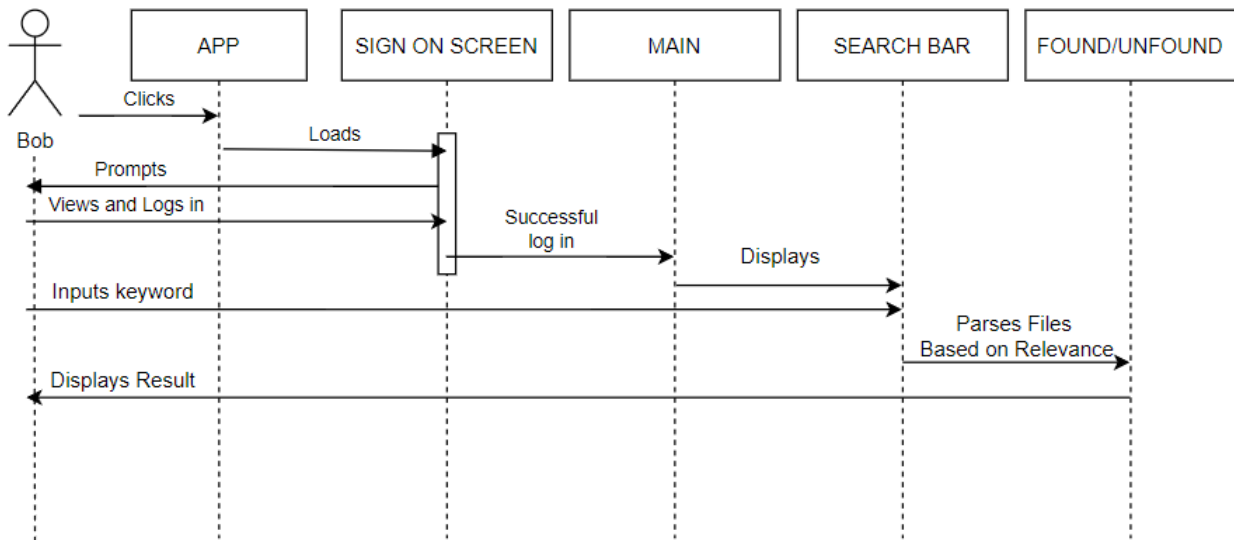 APP
SIGN ON SCREEN
MAIN
SEARCH BAR
FOUND/UNFOUND
Clicks
Bob
Loads
Prompts
Views and Logs in
Successful
log in
Displays
Inputs keyword
Parses Files
Based on Relevance
Displays Result